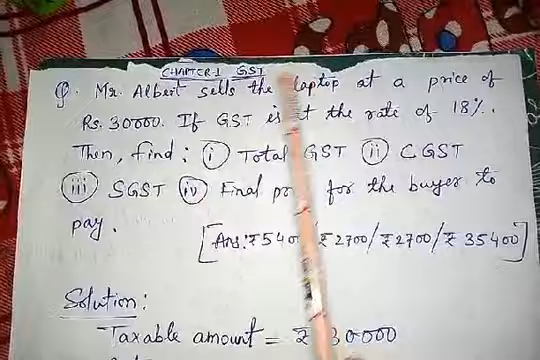 CHAPTER-1 GST
Q. Mr. Albert sells the laptop at a price of
Rs. 30000. If GST is at the rate of 18%.
Then, find: (i) Total GST (ii) CGST
(iii) SGST (iv) Final for the buyer to
pay.
[Ans: ₹ 5400/₹ 2700/₹ 2700/₹ 35400]
Solution:
Taxable amount = ₹ 30000